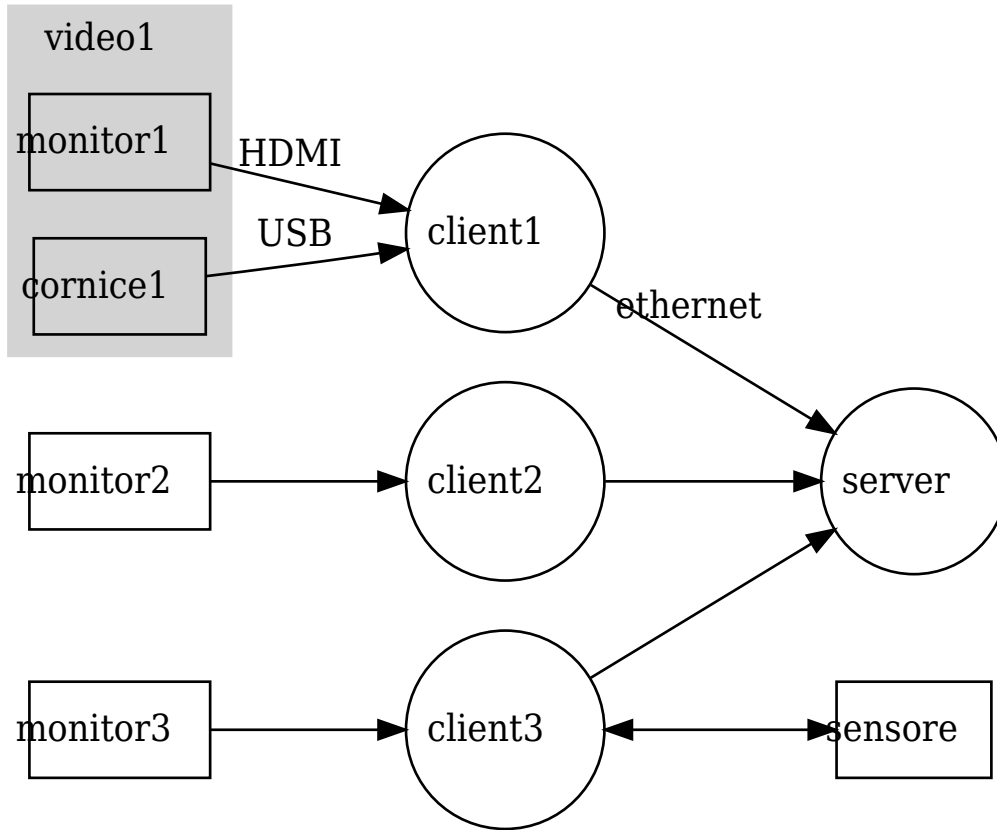 video1
monitor1
HDMI
USB
cornice1
client1
ethernet
monitor2
client2
server
monitor3
client3
sensore